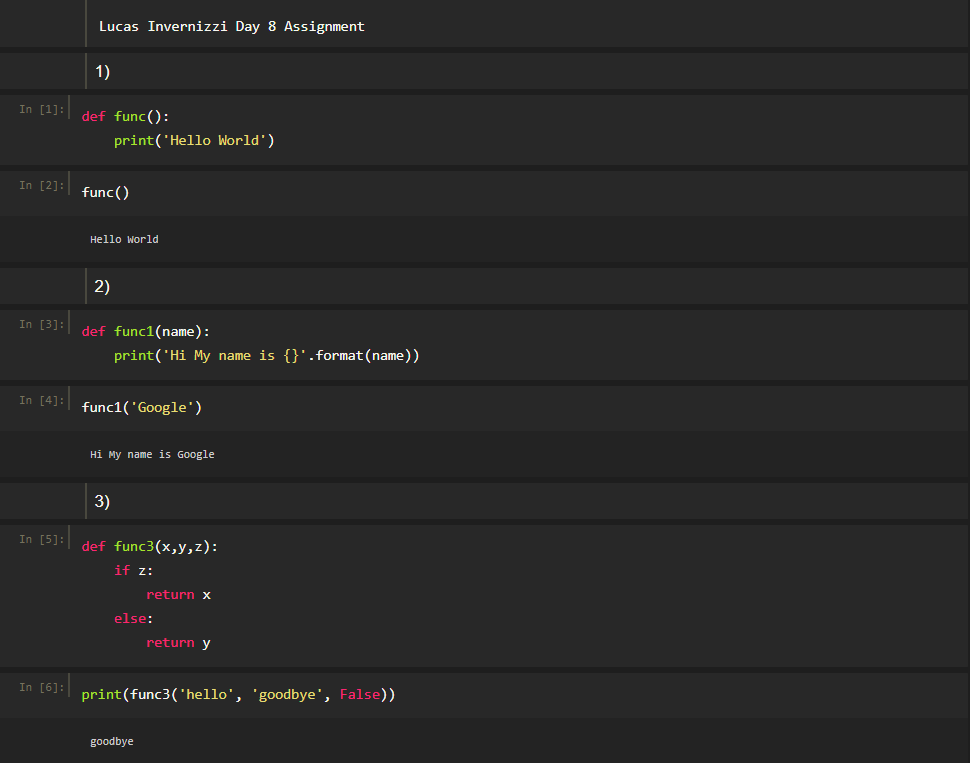 Lucas Invernizzi Day 8 Assignment
1)
In [1]:
def func():
    print('Hello World')
In [2]:
func()
Hello World
2)
In [3]:
def func1(name):
    print('Hi My name is {}'.format(name))
In [4]:
func1('Google')
Hi My name is Google
3)
In [5]:
def func3(x,y,z):
    if z:
        return x
    else:
        return y
In [6]:
print(func3('hello', 'goodbye', False))
goodbye